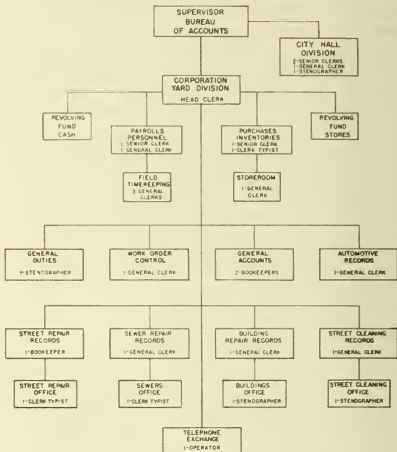 SUPERVISOR
BUREAU
OF ACCOUNTS
CITY HALL
DIVISION
2-SENIOR CLERKS
1-GENERAL CLERK
1-STENOGRAPHER
CORPORATION
YARD DIVISION
HEAD CLERK
REVOLVING
FUND
CASH
PAYROLLS
PERSONNEL
1-SENIOR CLERK
1-GENERAL CLERK
PURCHASES
INVENTORIES
1-SENIOR CLERK
1-CLERK TYPIST
REVOLVING
FUND
STORES
FIELD
TIMEKEEPING
3-GENERAL
CLERKS
STOREROOM
1-GENERAL
CLERK
GENERAL
DUTIES
1-STENOGRAPHER
WORK ORDER
CONTROL
1-GENERAL CLERK
GENERAL
ACCOUNTS
2-BOOKEEPERS
AUTOMOTIVE
RECORDS
1-GENERAL CLERK
STREET REPAIR
RECORDS
1-BOOKEEPER
SEWER REPAIR
RECORDS
1-GENERAL CLERK
BUILDING
REPAIR RECORDS
1-GENERAL CLERK
STREET CLEANING
RECORDS
1-GENERAL CLERK
STREET REPAIR
OFFICE
1-CLERK TYPIST
SEWERS
OFFICE
1-CLERK TYPIST
BUILDINGS
OFFICE
1-STENOGRAPHER
STREET CLEANING
OFFICE
1-STENOGRAPHER
TELEPHONE
EXCHANGE
1-OPERATOR